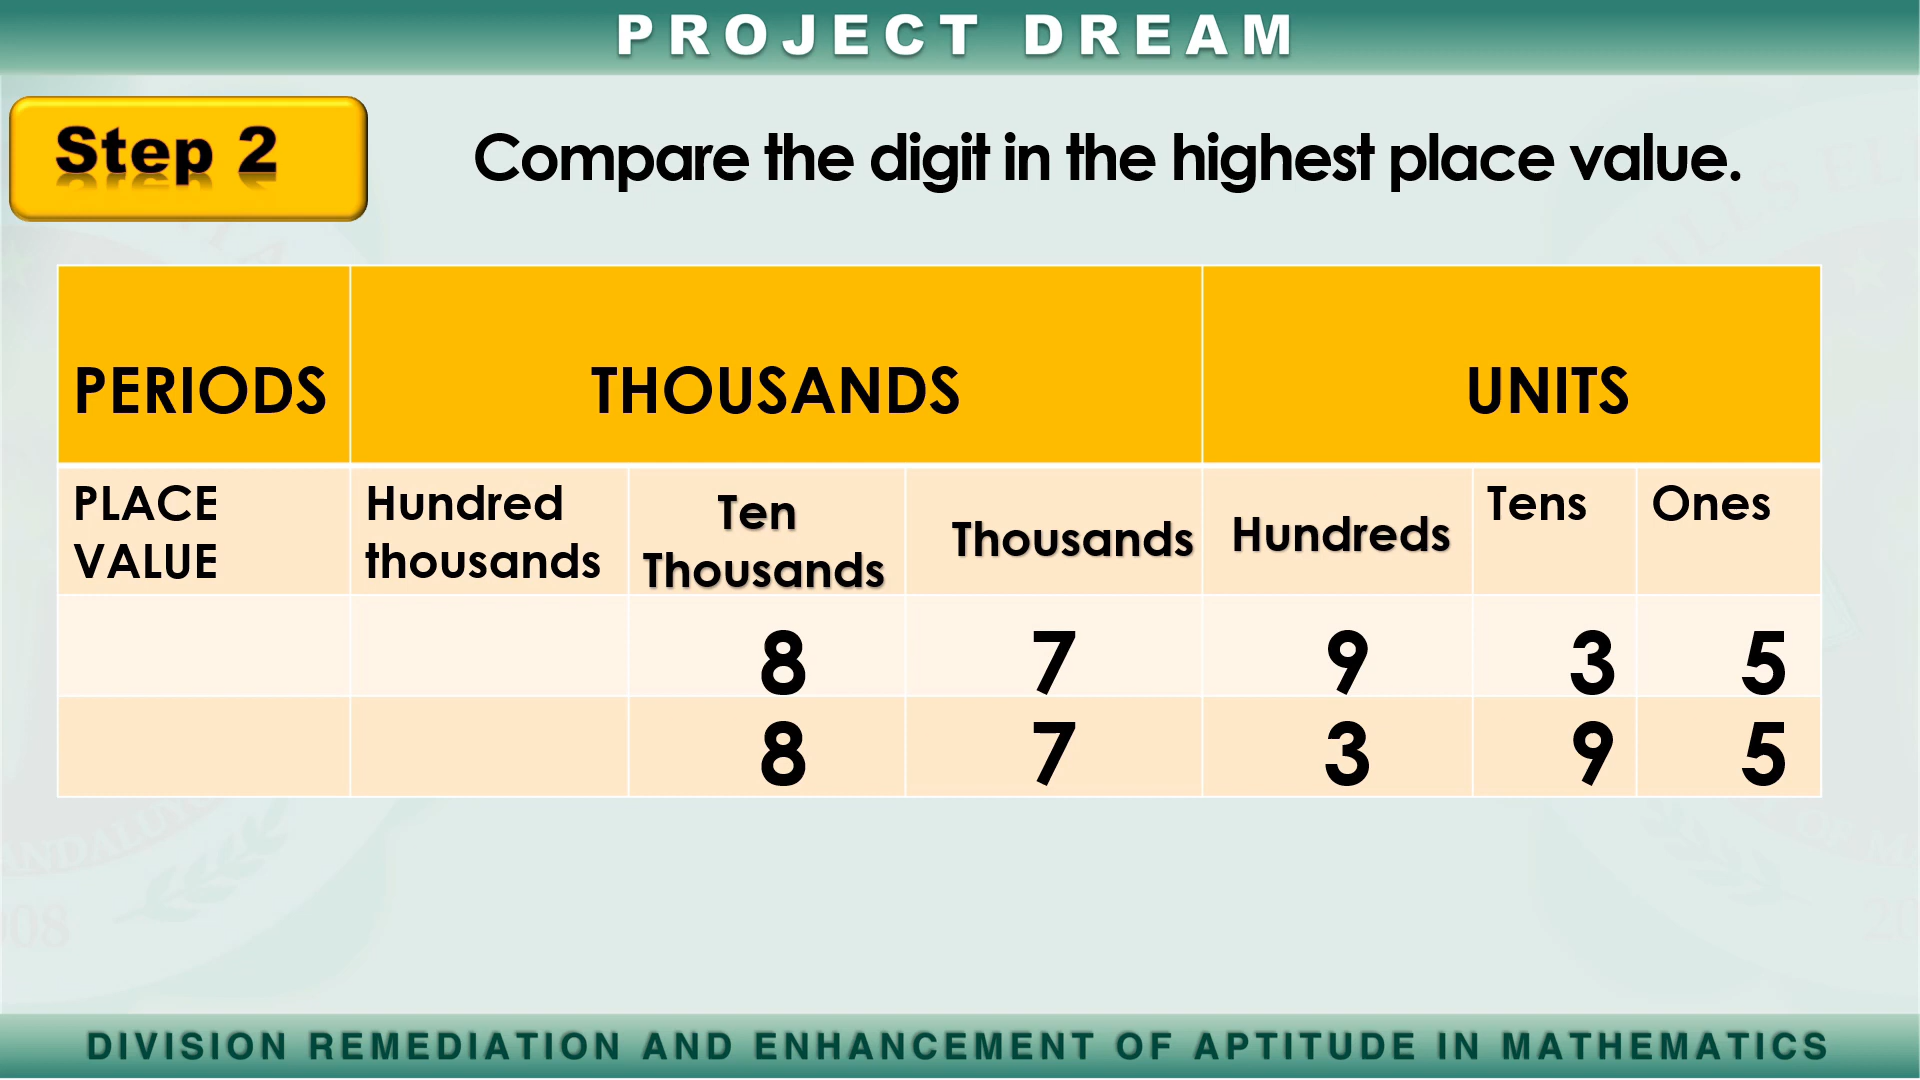 PROJECT DREAM
Step 2
Compare the digit in the highest place value.
PERIODS THOUSANDS UNITS
PLACE VALUE Hundred thousands Ten Thousands Thousands Hundreds Tens Ones
8 7 9 3 5
8 7 3 9 5
DIVISION REMEDIATION AND ENHANCEMENT OF APTITUDE IN MATHEMATICS